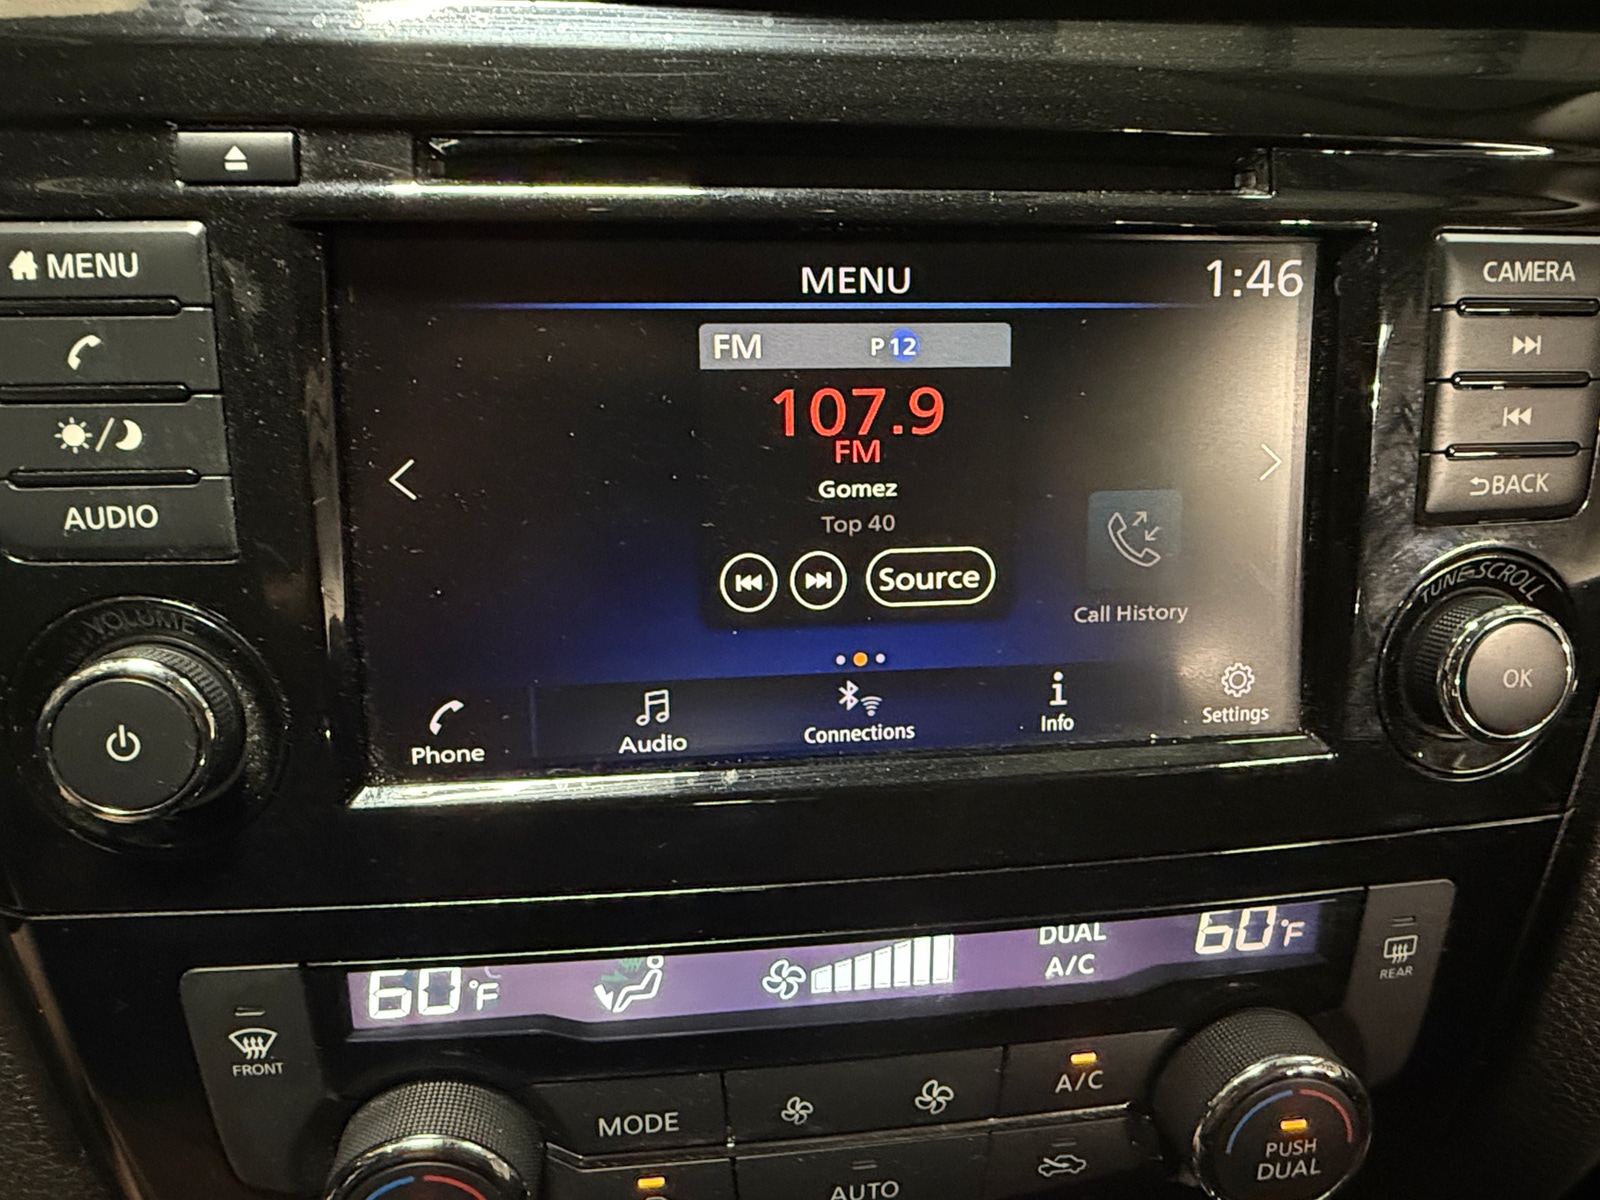 MENU
AUDIO
VOLUME
MENU
1:46
FM P12
107.9
FM
Gomez
Top 40
Source
Call History
Phone
Audio
Connections
Info
Settings
CAMERA
BACK
TUNE-SCROLL
OK
60°F
DUAL
A/C
60°F
FRONT
REAR
MODE
A/C
AUTO
PUSH
DUAL